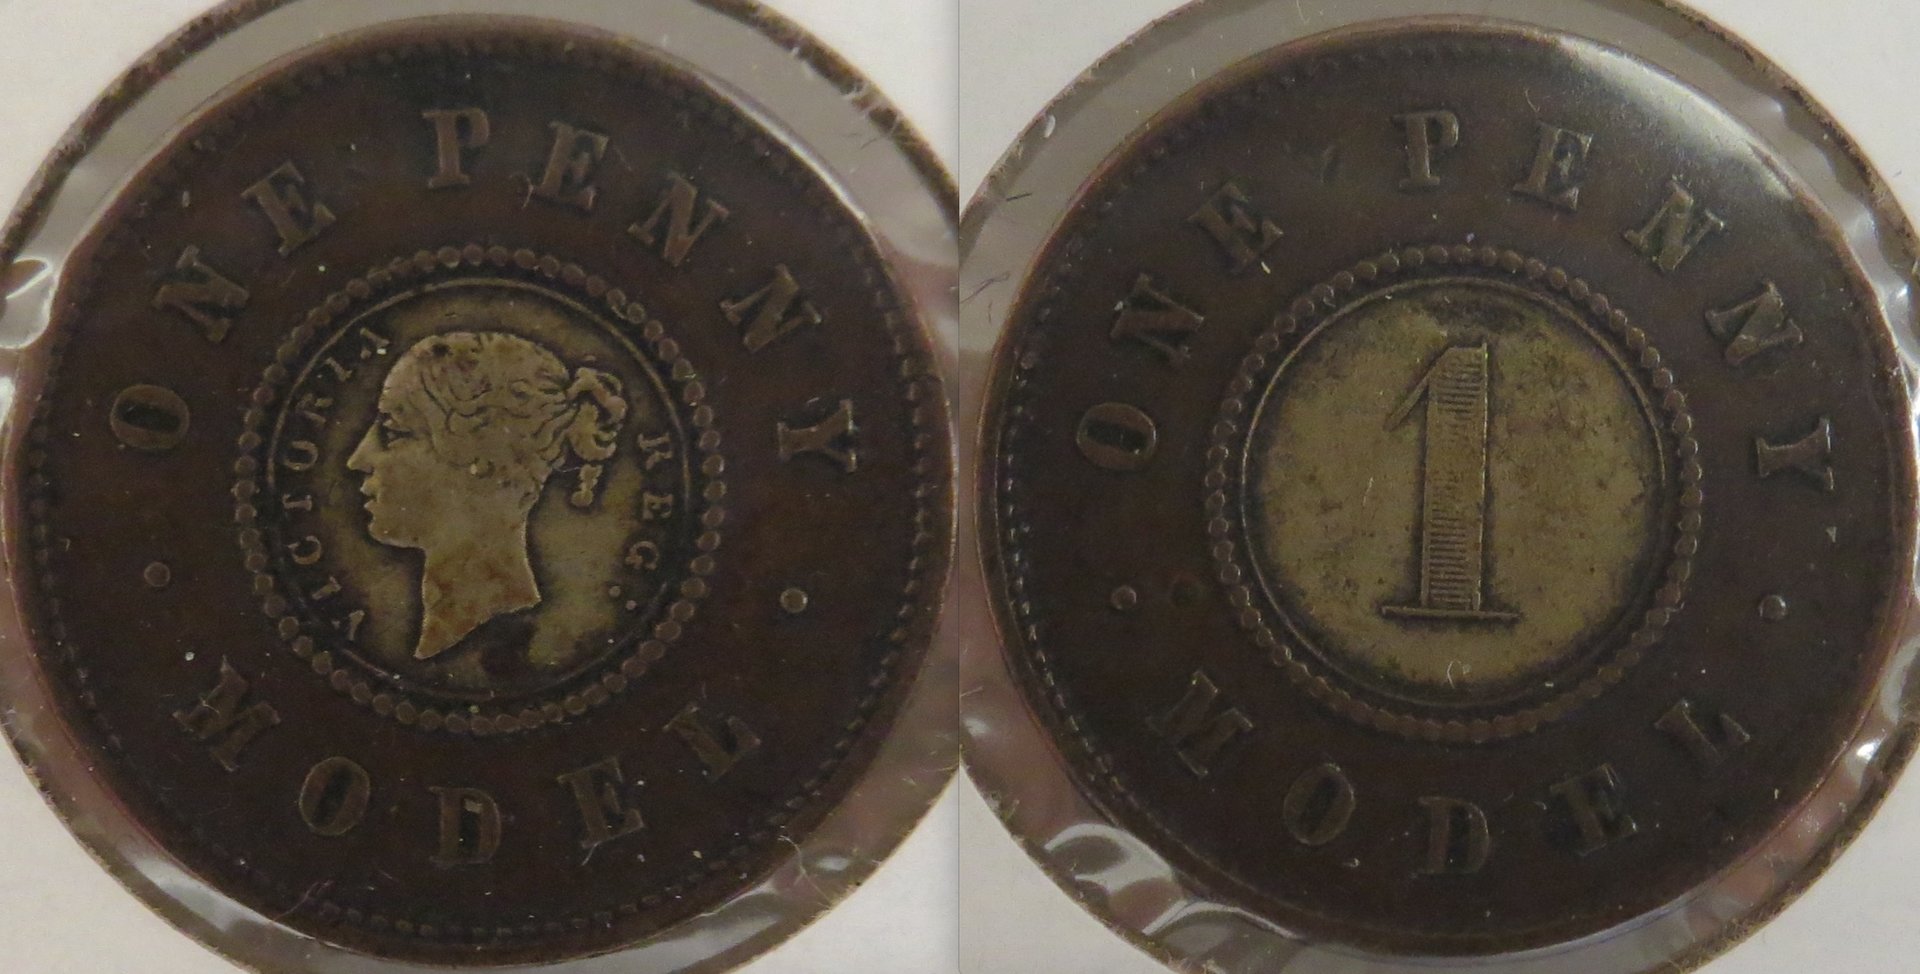 ONE PENNY
MODEL
VICTORIA REG:
ONE PENNY
MODEL
1